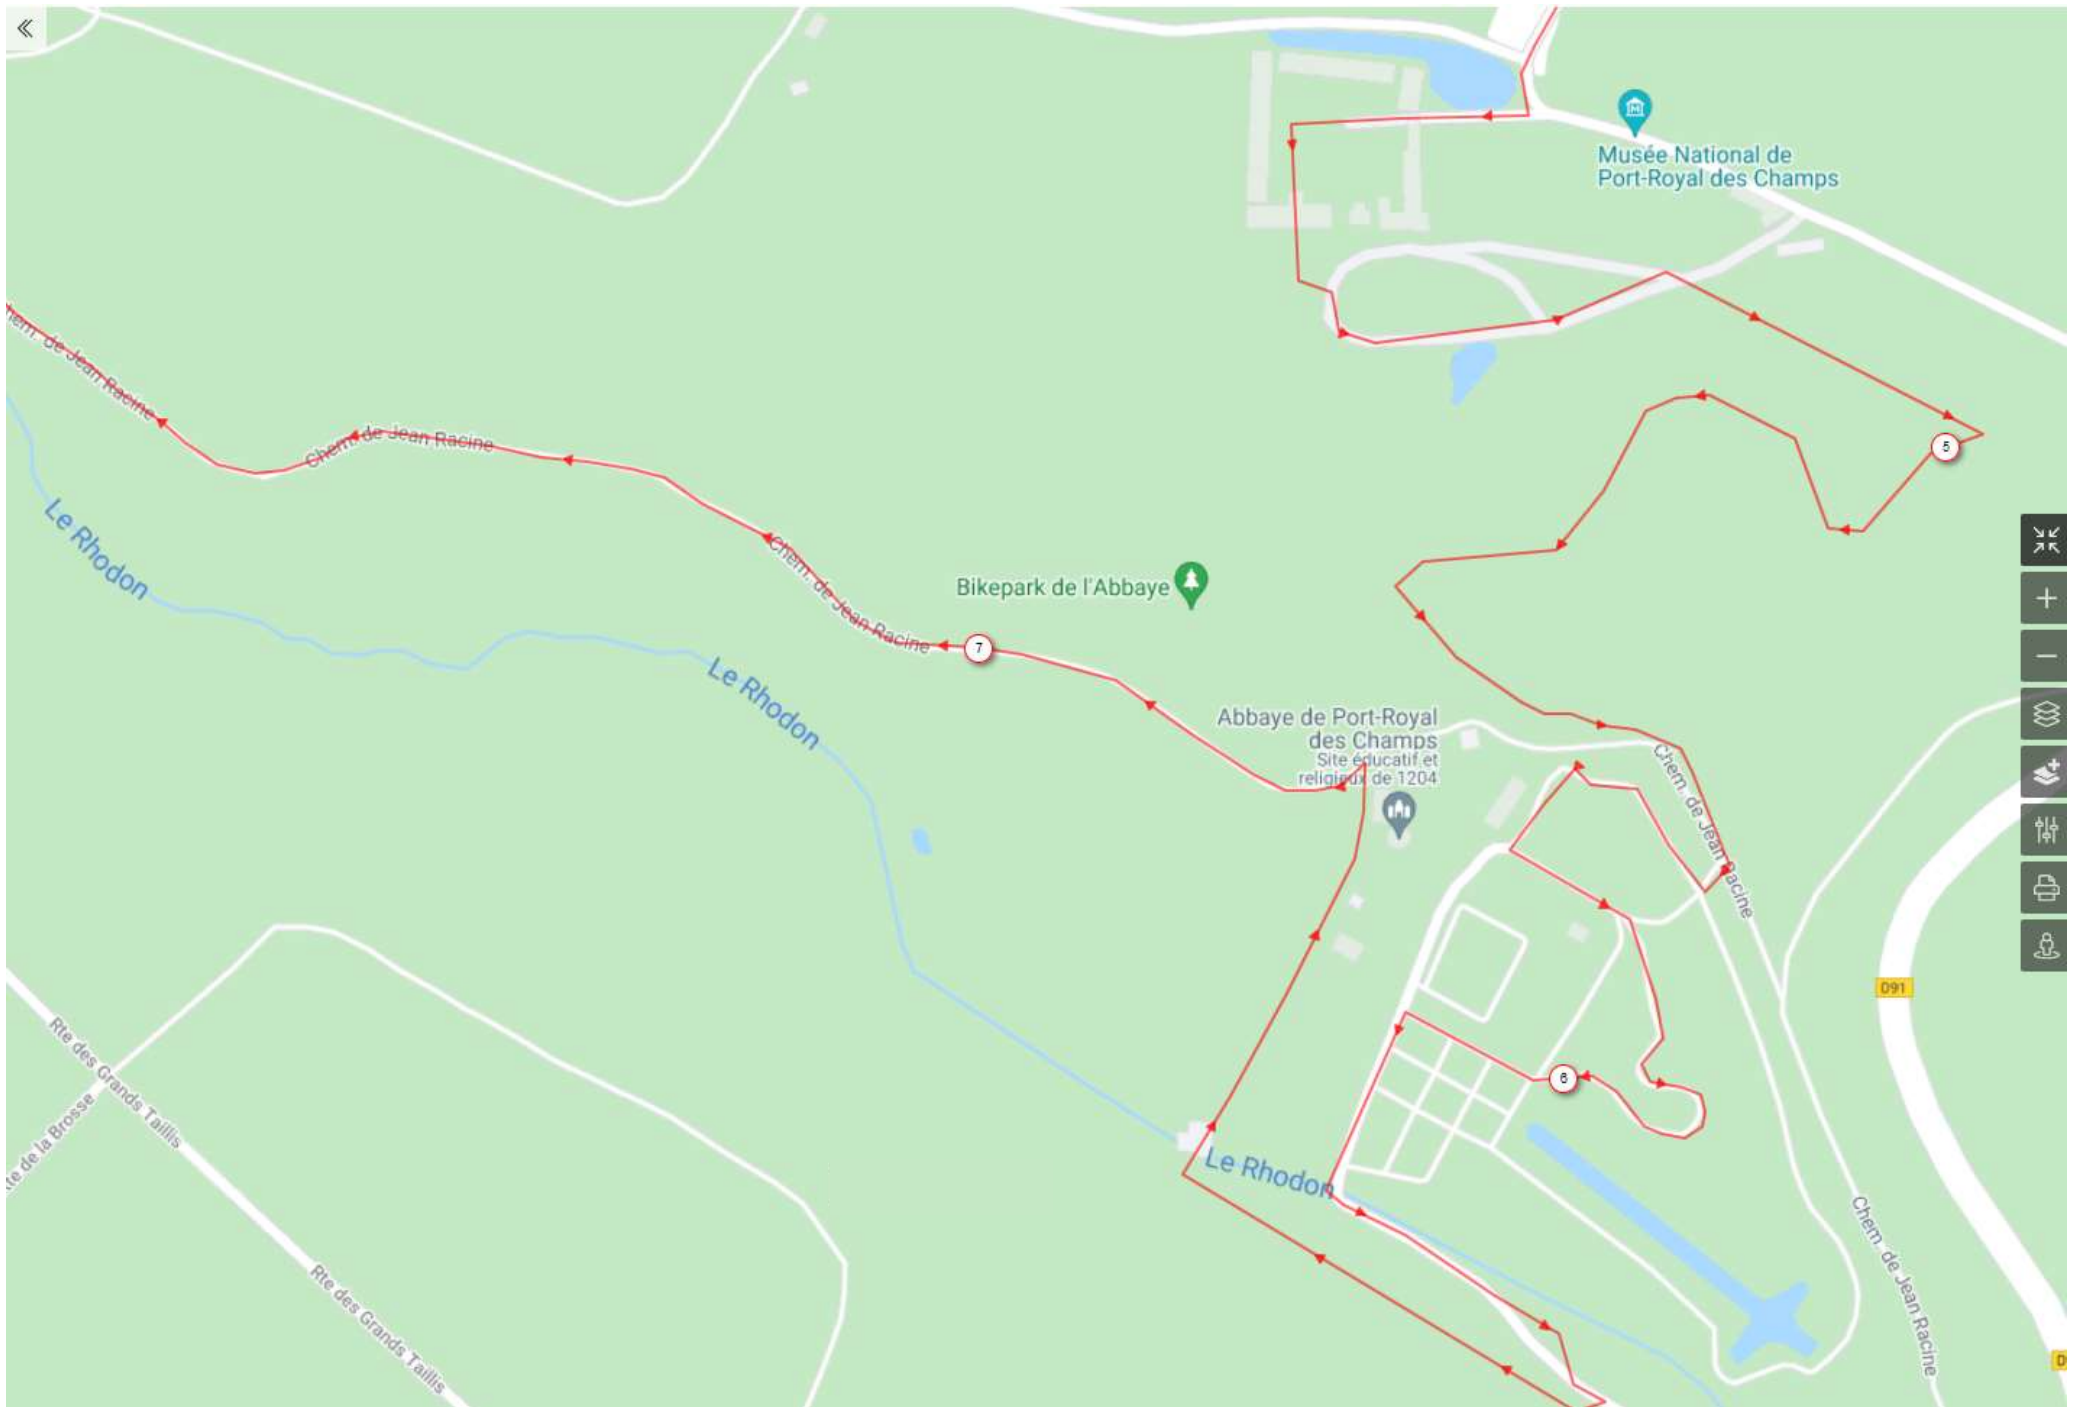 Musée National de
Port-Royal des Champs
hem. de Jean Racine
Chem. de Jean Racine
5
Le Rhodon
Chem. de Jean Racine
Bikepark de l'Abbaye
7
Le Rhodon
Abbaye de Port-Royal
des Champs
Site éducatif et
religieux de 1204
Chem. de Jean Racine
D91
Rte des Grands Taillis
6
te de la Brosse
Le Rhodon
Chem. de Jean Racine
Rte des Grands Taillis
D